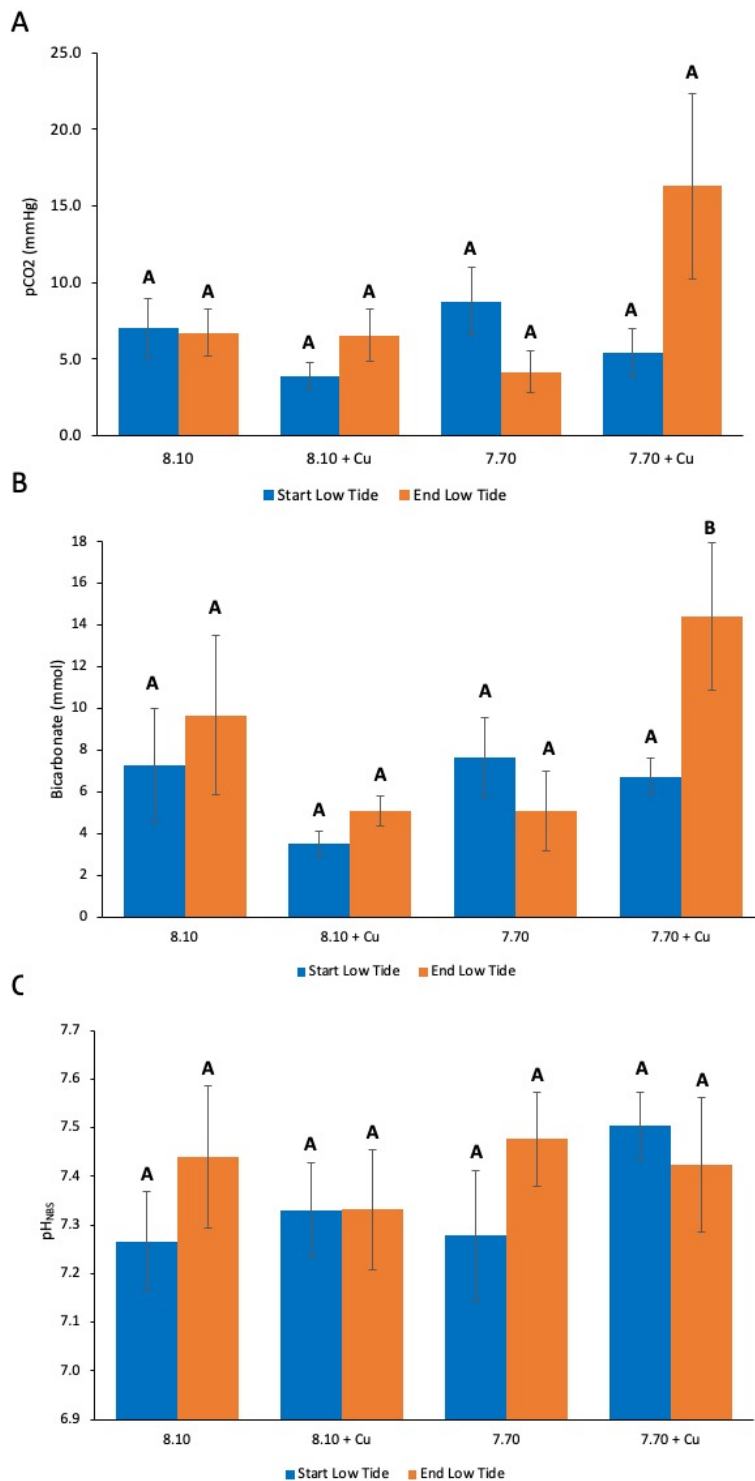 A
25.0
20.0
15.0
10.0
5.0
0.0
pCO2 (mmHg)
A A A A A A A A
8.10 8.10 + Cu 7.70 7.70 + Cu
Start Low Tide End Low Tide
B
18
16
14
12
10
8
6
4
2
0
Bicarbonate (mmol)
A A A A A A A B
8.10 8.10 + Cu 7.70 7.70 + Cu
Start Low Tide End Low Tide
C
7.7
7.6
7.5
7.4
7.3
7.2
7.1
7.0
6.9
pHNBS
A A A A A A A A
8.10 8.10 + Cu 7.70 7.70 + Cu
Start Low Tide End Low Tide